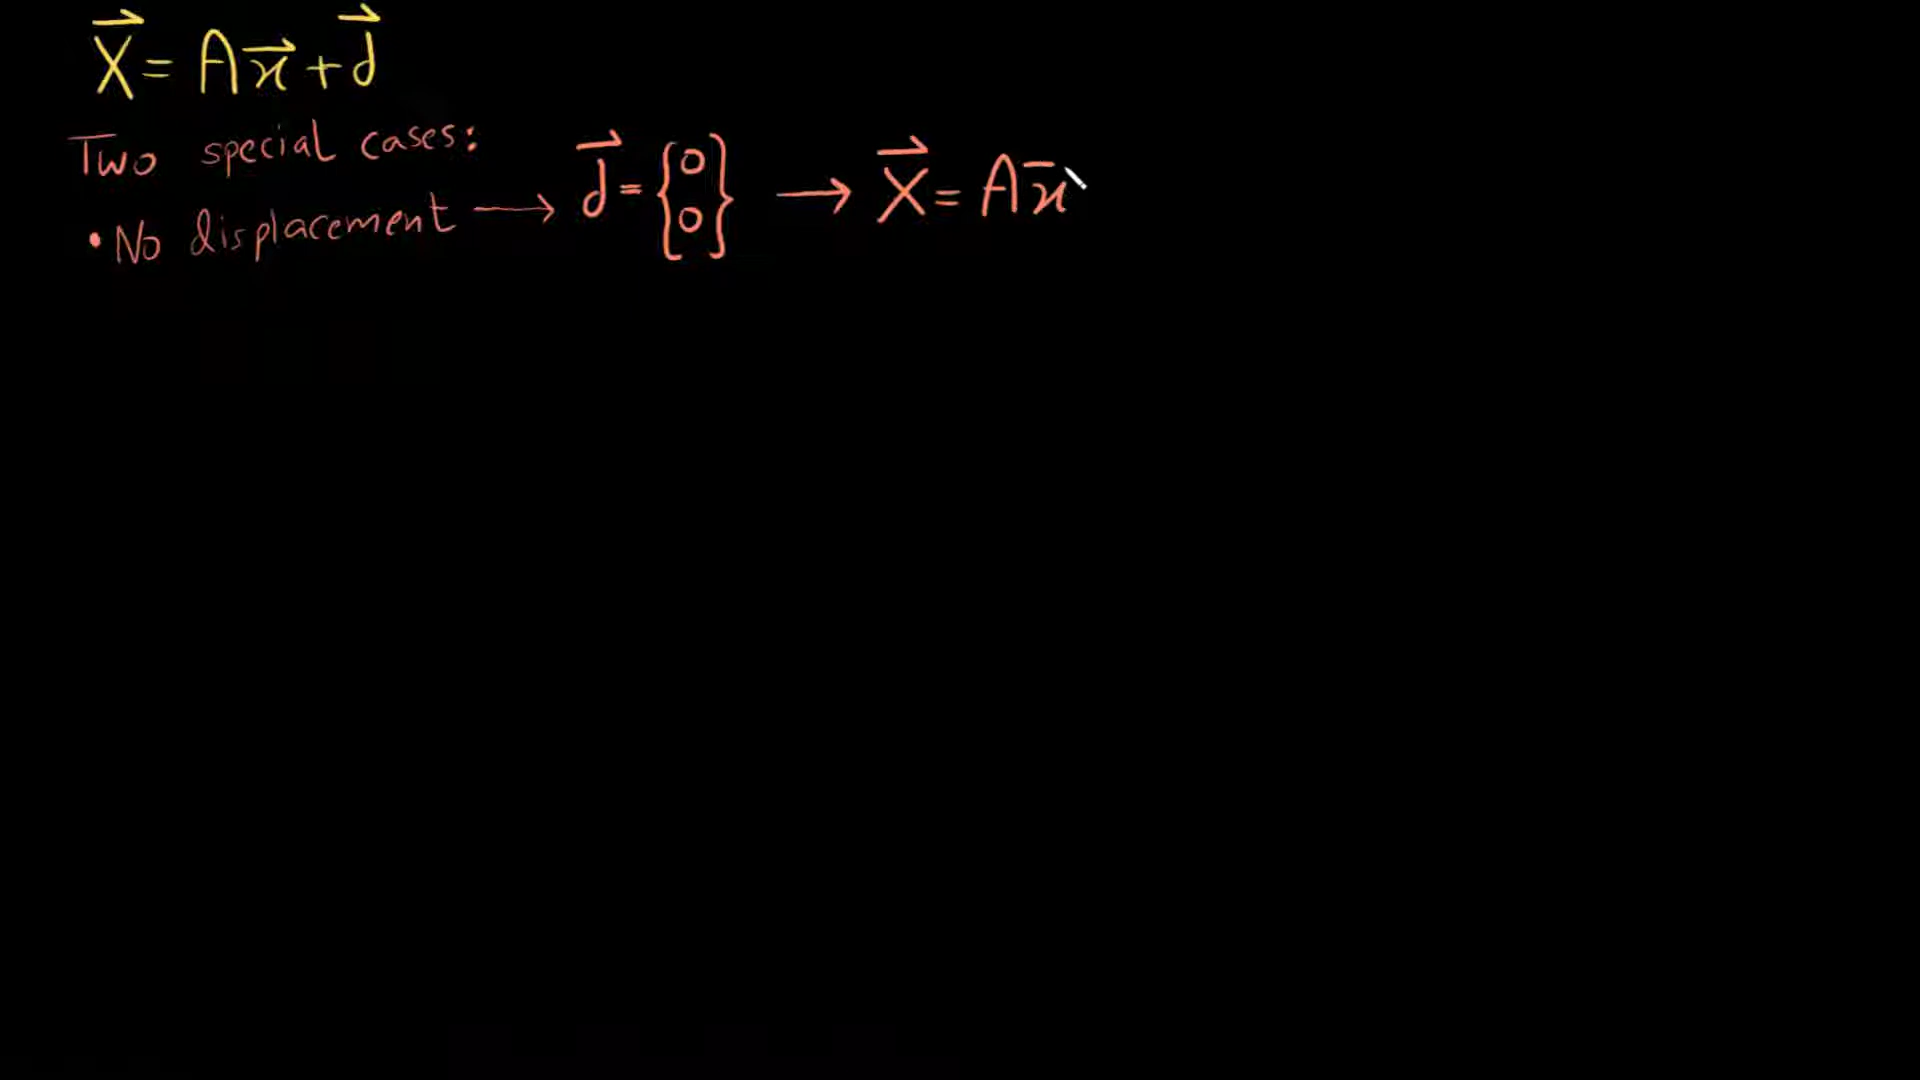 X⃗ = Ax⃗ + d⃗
Two special cases:
• No displacement → d⃗ = {0 0} → X⃗ = Ax̅